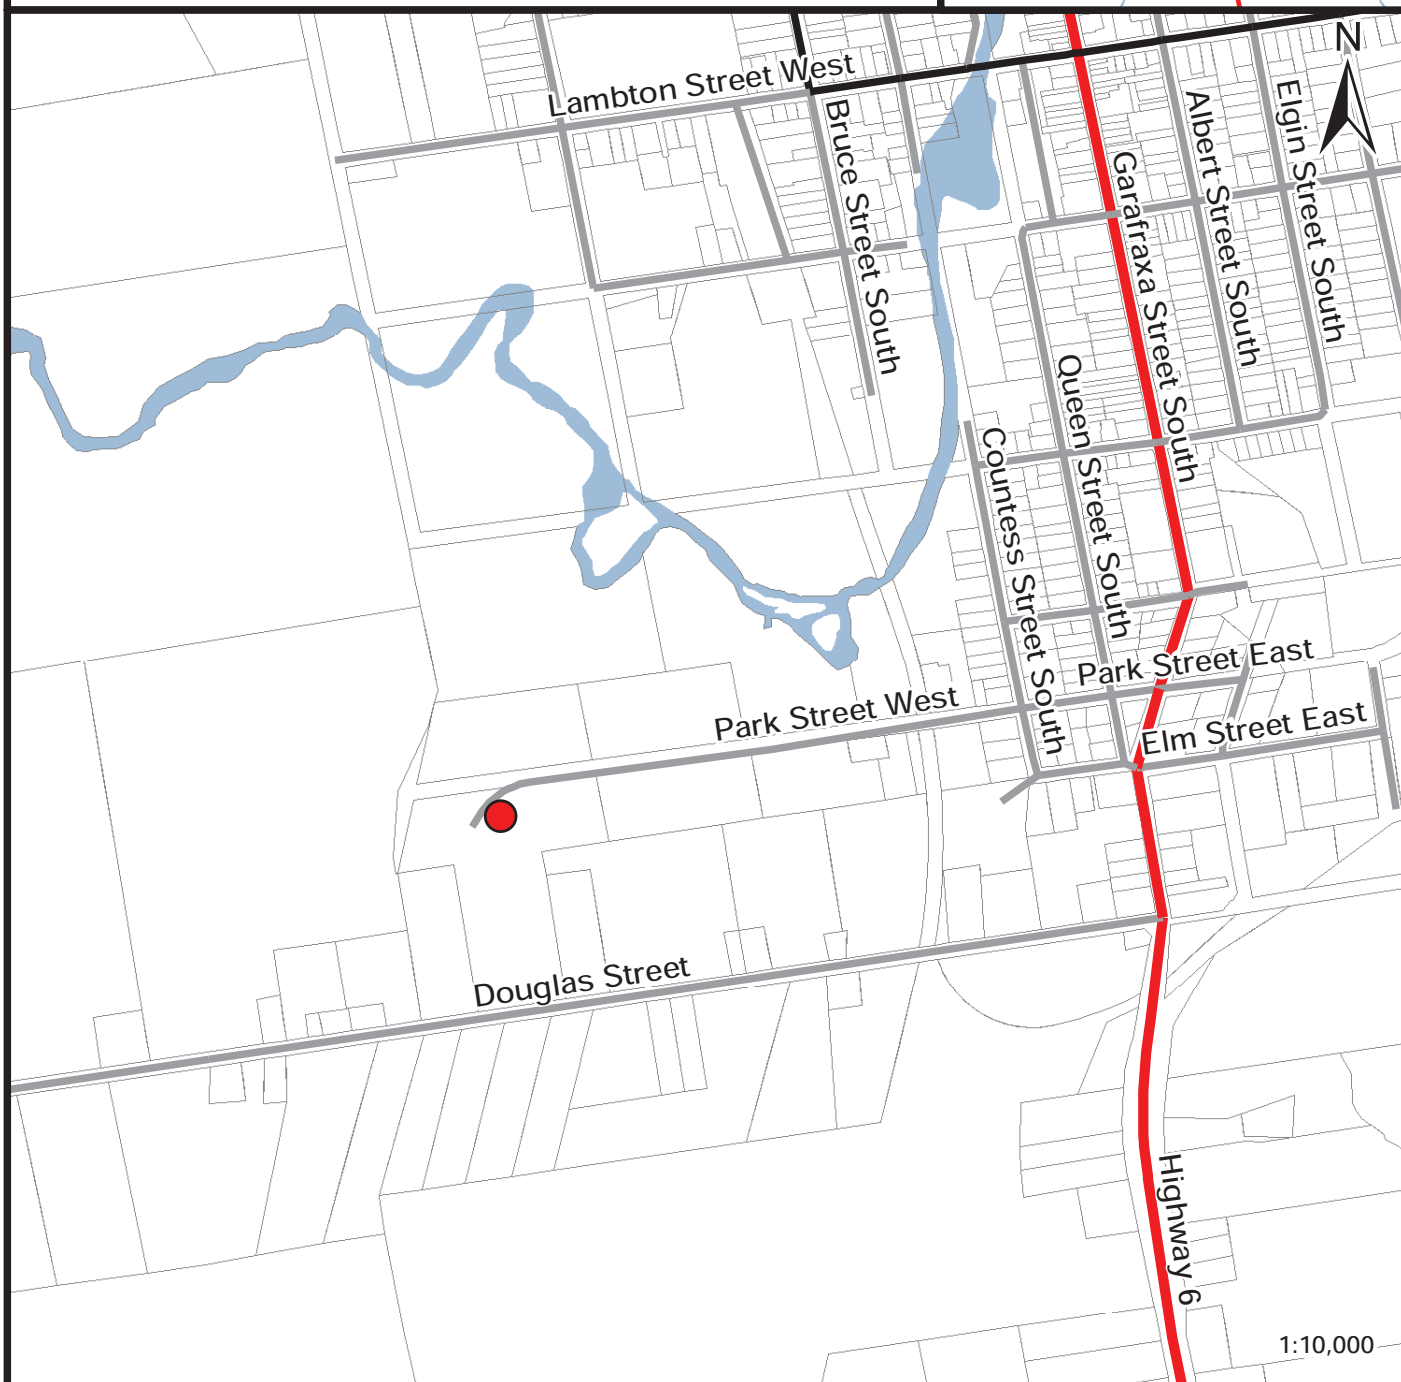 N
Lambton Street West
Bruce Street South
Garafraxa Street South
Albert Street South
Elgin Street South
Queen Street South
Countess Street South
Park Street East
Park Street West
Elm Street East
Douglas Street
Highway 6
1:10,000